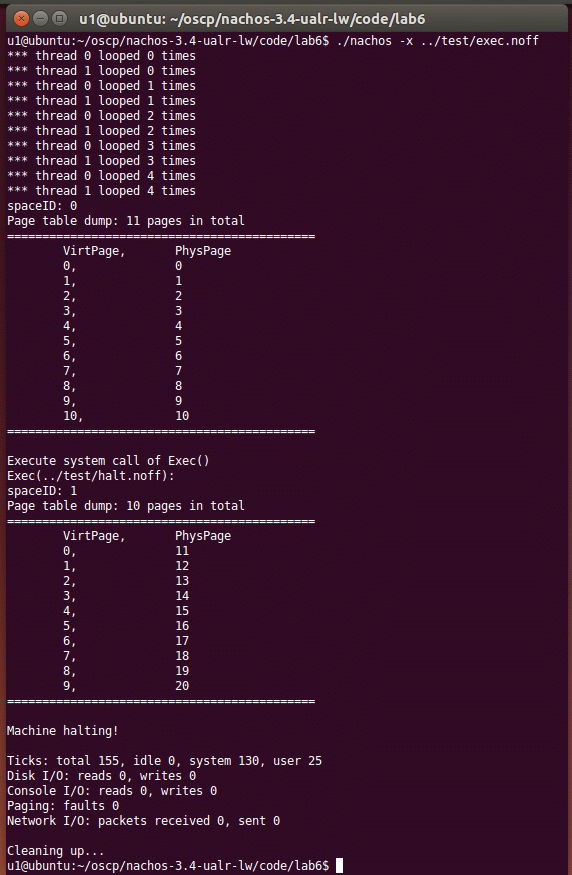 u1@ubuntu: ~/oscp/nachos-3.4-ualr-lw/code/lab6
u1@ubuntu:~/oscp/nachos-3.4-ualr-lw/code/lab6$ ./nachos -x ../test/exec.noff
*** thread 0 looped 0 times
*** thread 1 looped 0 times
*** thread 0 looped 1 times
*** thread 1 looped 1 times
*** thread 0 looped 2 times
*** thread 1 looped 2 times
*** thread 0 looped 3 times
*** thread 1 looped 3 times
*** thread 0 looped 4 times
*** thread 1 looped 4 times
spaceID: 0
Page table dump: 11 pages in total
============================================
        VirtPage,       PhysPage
        0,              0
        1,              1
        2,              2
        3,              3
        4,              4
        5,              5
        6,              6
        7,              7
        8,              8
        9,              9
        10,             10
============================================
Execute system call of Exec()
Exec(../test/halt.noff):
spaceID: 1
Page table dump: 10 pages in total
============================================
        VirtPage,       PhysPage
        0,              11
        1,              12
        2,              13
        3,              14
        4,              15
        5,              16
        6,              17
        7,              18
        8,              19
        9,              20
============================================
Machine halting!
Ticks: total 155, idle 0, system 130, user 25
Disk I/O: reads 0, writes 0
Console I/O: reads 0, writes 0
Paging: faults 0
Network I/O: packets received 0, sent 0
Cleaning up...
u1@ubuntu:~/oscp/nachos-3.4-ualr-lw/code/lab6$